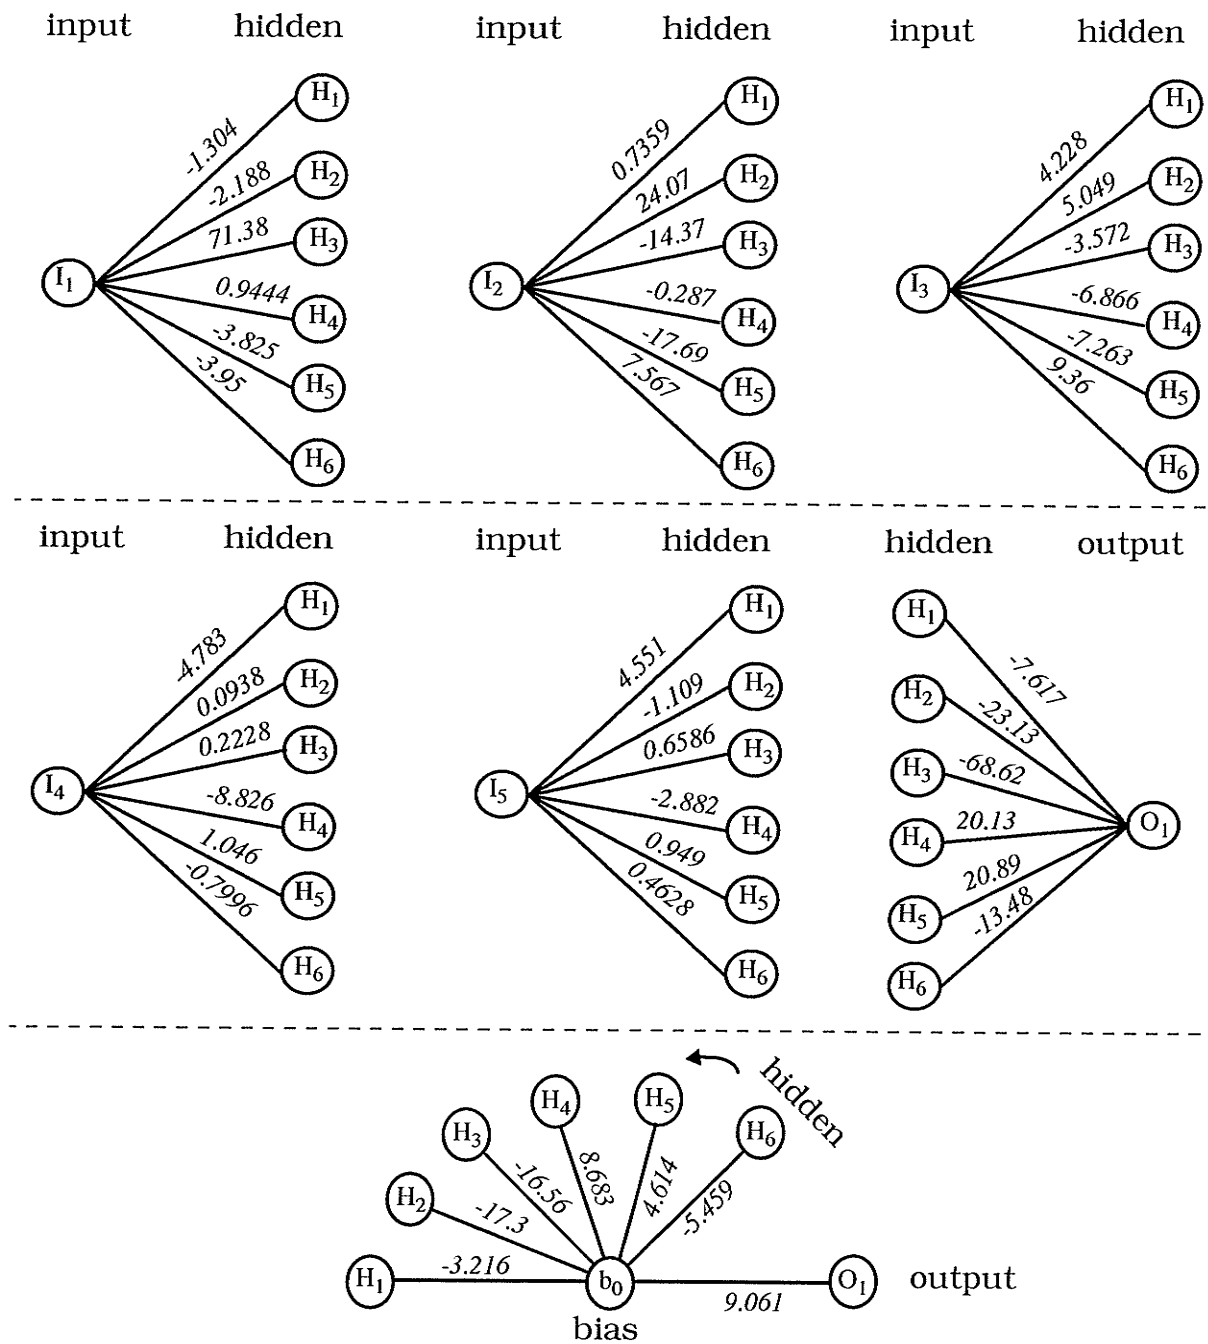 input hidden input hidden input hidden
H1 H1 H1
-1.304 0.7359 4.228
H2 H2 H2
-2.188 24.07 5.049
H3 H3 H3
71.38 -14.37 -3.572
I1 I2 I3
0.9444 -0.287 -6.866
H4 H4 H4
-3.825 -17.69 -7.263
H5 H5 H5
-3.95 7.567 9.36
H6 H6 H6
input hidden input hidden hidden output
H1 H1 H1
-4.783 4.551 -7.617
H2 H2 H2
0.0938 -1.109 -23.13
H3 H3 H3
0.2228 0.6586 -68.62
I4 I5 O1
-8.826 -2.882 20.13
H4 H4 H4
1.046 0.949 20.89
H5 H5 H5
-0.7996 0.4628 -13.48
H6 H6 H6
hidden
H4 H5
H3 H6
-16.56 8.683 4.614 -5.459
H2
-17.3
H1 -3.216 b0 9.061 O1 output
bias